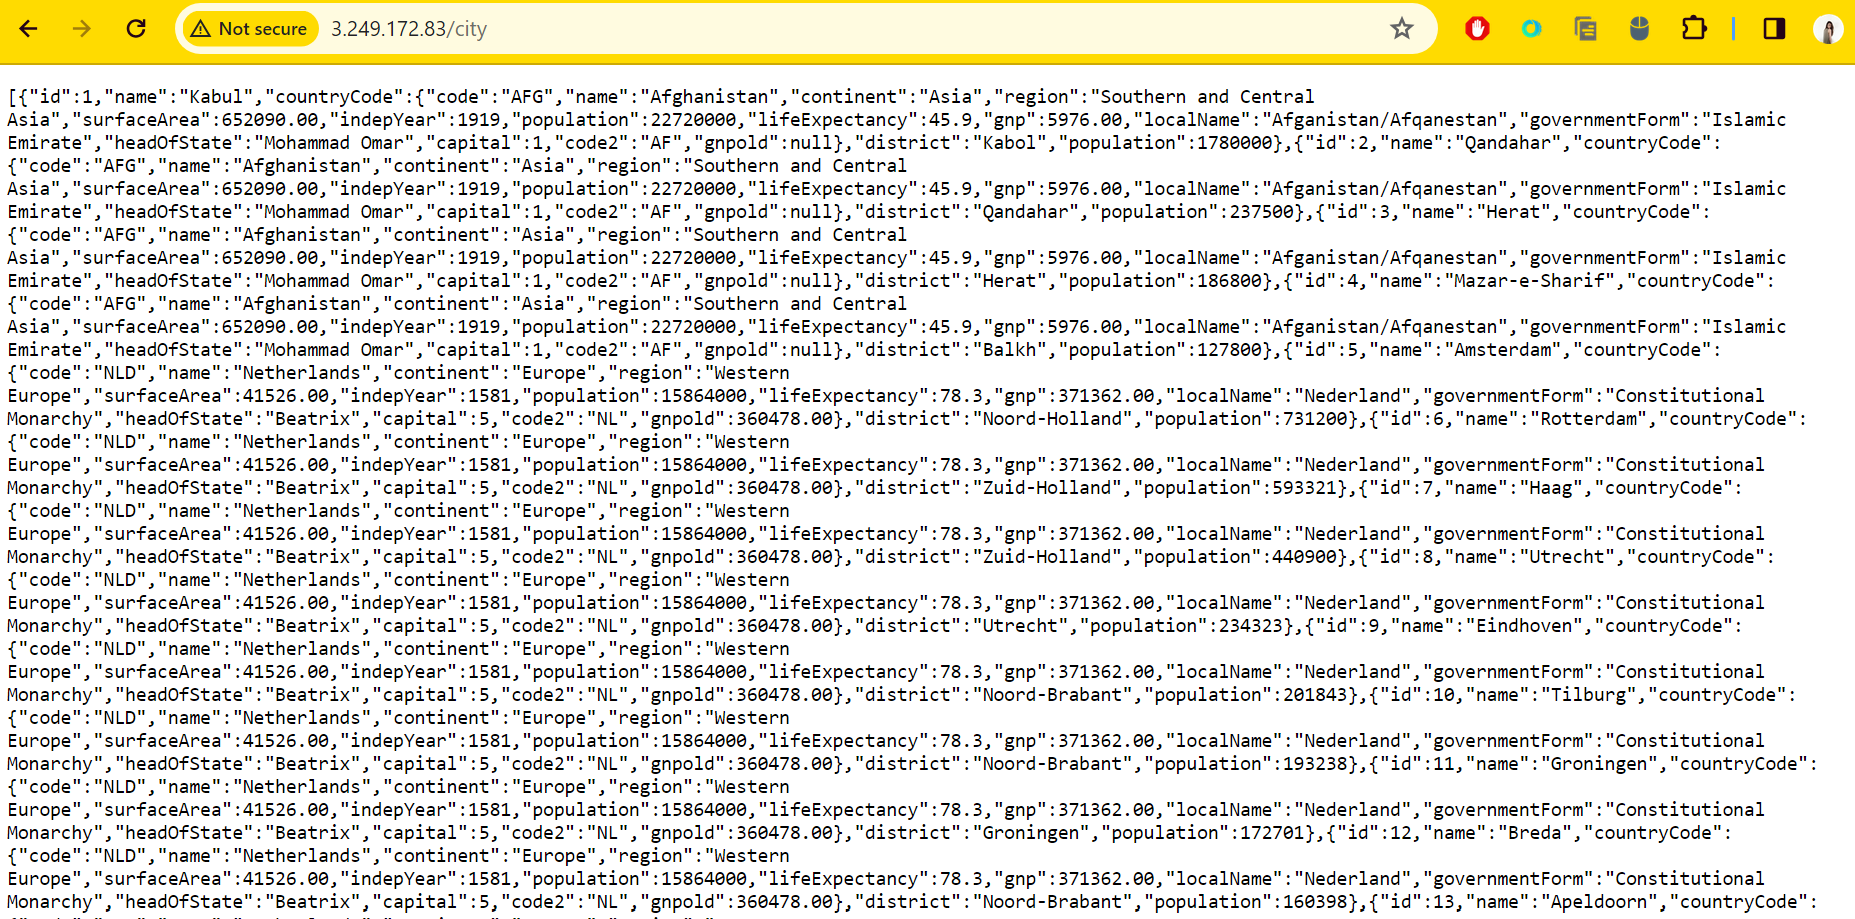 Not secure 3.249.172.83/city
[{"id":1,"name":"Kabul","countryCode":{"code":"AFG","name":"Afghanistan","continent":"Asia","region":"Southern and Central
Asia","surfaceArea":652090.00,"indepYear":1919,"population":22720000,"lifeExpectancy":45.9,"gnp":5976.00,"localName":"Afganistan/Afqanestan","governmentForm":"Islamic
Emirate","headOfState":"Mohammad Omar","capital":1,"code2":"AF","gnpold":null},"district":"Kabol","population":1780000},{"id":2,"name":"Qandahar","countryCode":
{"code":"AFG","name":"Afghanistan","continent":"Asia","region":"Southern and Central
Asia","surfaceArea":652090.00,"indepYear":1919,"population":22720000,"lifeExpectancy":45.9,"gnp":5976.00,"localName":"Afganistan/Afqanestan","governmentForm":"Islamic
Emirate","headOfState":"Mohammad Omar","capital":1,"code2":"AF","gnpold":null},"district":"Qandahar","population":237500},{"id":3,"name":"Herat","countryCode":
{"code":"AFG","name":"Afghanistan","continent":"Asia","region":"Southern and Central
Asia","surfaceArea":652090.00,"indepYear":1919,"population":22720000,"lifeExpectancy":45.9,"gnp":5976.00,"localName":"Afganistan/Afqanestan","governmentForm":"Islamic
Emirate","headOfState":"Mohammad Omar","capital":1,"code2":"AF","gnpold":null},"district":"Herat","population":186800},{"id":4,"name":"Mazar-e-Sharif","countryCode":
{"code":"AFG","name":"Afghanistan","continent":"Asia","region":"Southern and Central
Asia","surfaceArea":652090.00,"indepYear":1919,"population":22720000,"lifeExpectancy":45.9,"gnp":5976.00,"localName":"Afganistan/Afqanestan","governmentForm":"Islamic
Emirate","headOfState":"Mohammad Omar","capital":1,"code2":"AF","gnpold":null},"district":"Balkh","population":127800},{"id":5,"name":"Amsterdam","countryCode":
{"code":"NLD","name":"Netherlands","continent":"Europe","region":"Western
Europe","surfaceArea":41526.00,"indepYear":1581,"population":15864000,"lifeExpectancy":78.3,"gnp":371362.00,"localName":"Nederland","governmentForm":"Constitutional
Monarchy","headOfState":"Beatrix","capital":5,"code2":"NL","gnpold":360478.00},"district":"Noord-Holland","population":731200},{"id":6,"name":"Rotterdam","countryCode":
{"code":"NLD","name":"Netherlands","continent":"Europe","region":"Western
Europe","surfaceArea":41526.00,"indepYear":1581,"population":15864000,"lifeExpectancy":78.3,"gnp":371362.00,"localName":"Nederland","governmentForm":"Constitutional
Monarchy","headOfState":"Beatrix","capital":5,"code2":"NL","gnpold":360478.00},"district":"Zuid-Holland","population":593321},{"id":7,"name":"Haag","countryCode":
{"code":"NLD","name":"Netherlands","continent":"Europe","region":"Western
Europe","surfaceArea":41526.00,"indepYear":1581,"population":15864000,"lifeExpectancy":78.3,"gnp":371362.00,"localName":"Nederland","governmentForm":"Constitutional
Monarchy","headOfState":"Beatrix","capital":5,"code2":"NL","gnpold":360478.00},"district":"Zuid-Holland","population":440900},{"id":8,"name":"Utrecht","countryCode":
{"code":"NLD","name":"Netherlands","continent":"Europe","region":"Western
Europe","surfaceArea":41526.00,"indepYear":1581,"population":15864000,"lifeExpectancy":78.3,"gnp":371362.00,"localName":"Nederland","governmentForm":"Constitutional
Monarchy","headOfState":"Beatrix","capital":5,"code2":"NL","gnpold":360478.00},"district":"Utrecht","population":234323},{"id":9,"name":"Eindhoven","countryCode":
{"code":"NLD","name":"Netherlands","continent":"Europe","region":"Western
Europe","surfaceArea":41526.00,"indepYear":1581,"population":15864000,"lifeExpectancy":78.3,"gnp":371362.00,"localName":"Nederland","governmentForm":"Constitutional
Monarchy","headOfState":"Beatrix","capital":5,"code2":"NL","gnpold":360478.00},"district":"Noord-Brabant","population":201843},{"id":10,"name":"Tilburg","countryCode":
{"code":"NLD","name":"Netherlands","continent":"Europe","region":"Western
Europe","surfaceArea":41526.00,"indepYear":1581,"population":15864000,"lifeExpectancy":78.3,"gnp":371362.00,"localName":"Nederland","governmentForm":"Constitutional
Monarchy","headOfState":"Beatrix","capital":5,"code2":"NL","gnpold":360478.00},"district":"Noord-Brabant","population":193238},{"id":11,"name":"Groningen","countryCode":
{"code":"NLD","name":"Netherlands","continent":"Europe","region":"Western
Europe","surfaceArea":41526.00,"indepYear":1581,"population":15864000,"lifeExpectancy":78.3,"gnp":371362.00,"localName":"Nederland","governmentForm":"Constitutional
Monarchy","headOfState":"Beatrix","capital":5,"code2":"NL","gnpold":360478.00},"district":"Groningen","population":172701},{"id":12,"name":"Breda","countryCode":
{"code":"NLD","name":"Netherlands","continent":"Europe","region":"Western
Europe","surfaceArea":41526.00,"indepYear":1581,"population":15864000,"lifeExpectancy":78.3,"gnp":371362.00,"localName":"Nederland","governmentForm":"Constitutional
Monarchy","headOfState":"Beatrix","capital":5,"code2":"NL","gnpold":360478.00},"district":"Noord-Brabant","population":160398},{"id":13,"name":"Apeldoorn","countryCode":